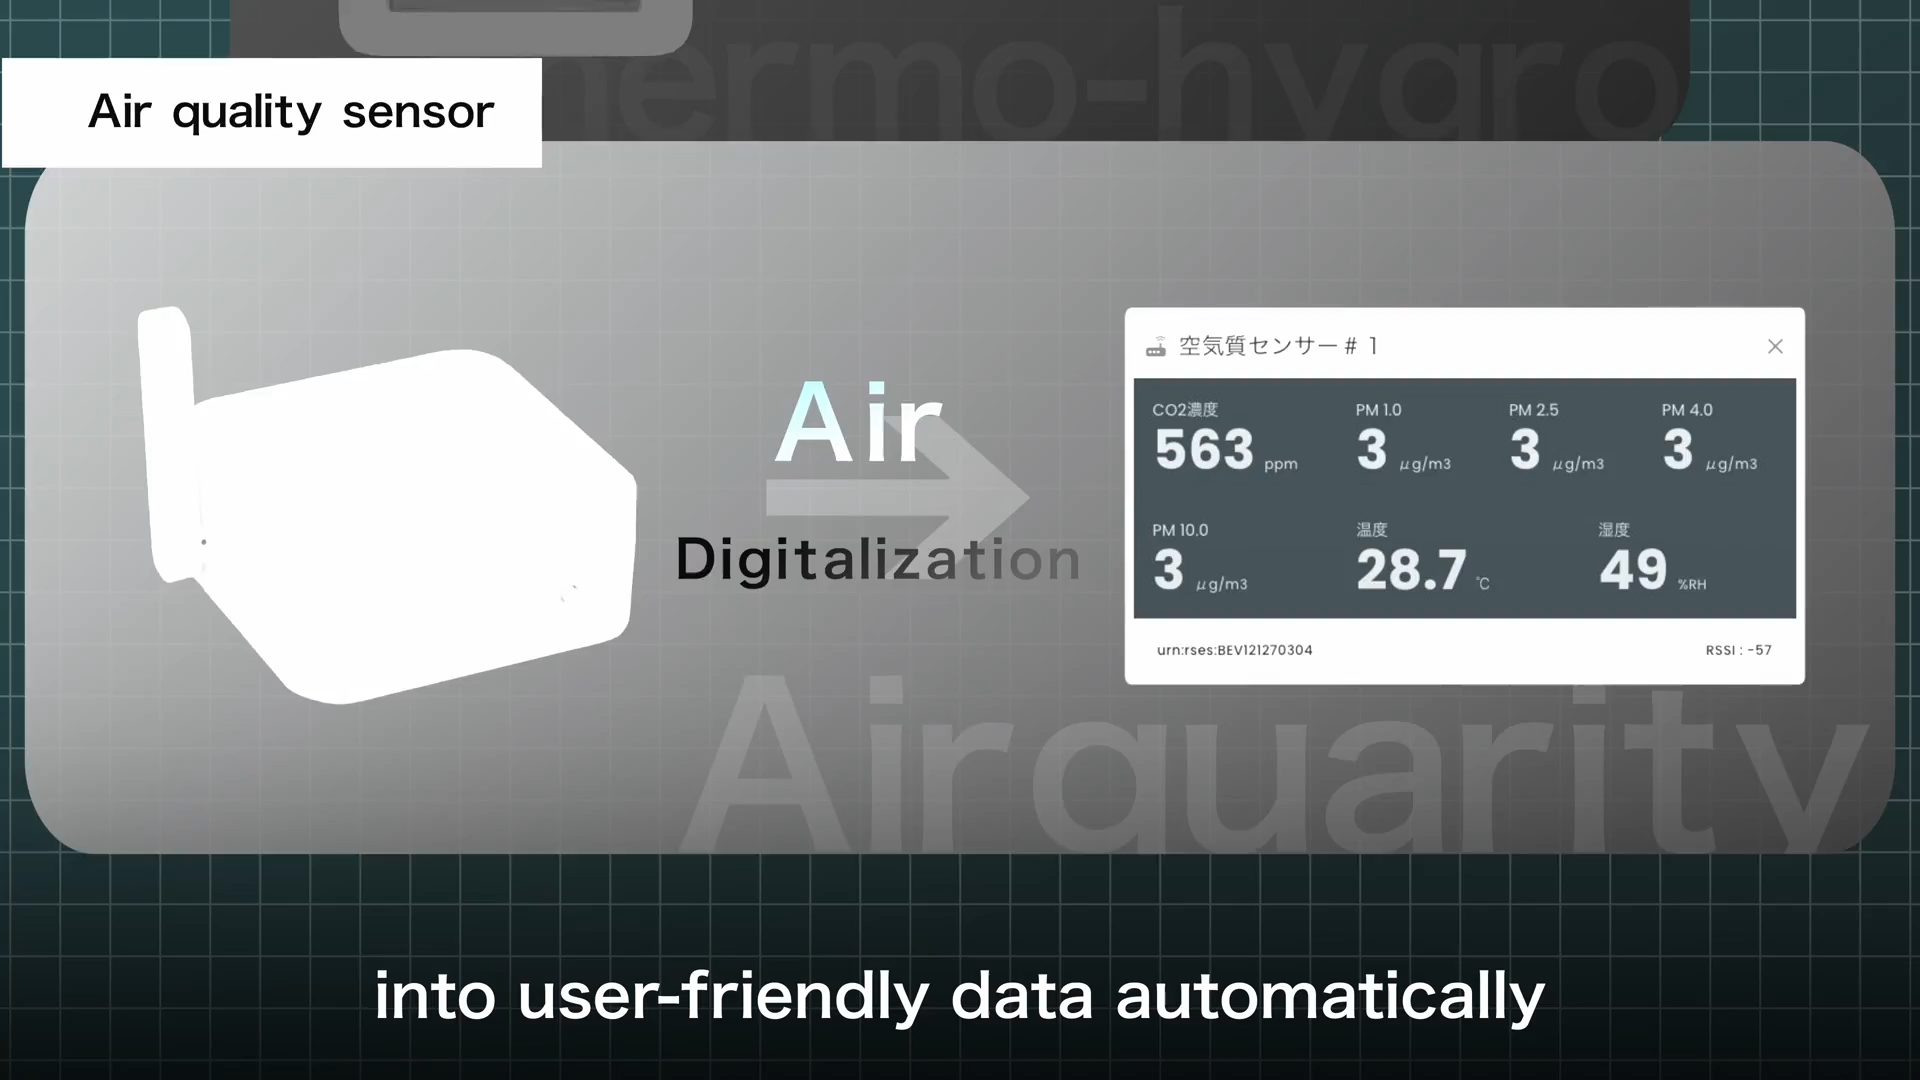 ermo-hygro
Air quality sensor
Air
Digitalization
空気質センサー# 1
CO2濃度
PM 1.0
PM 2.5
PM 4.0
563 ppm
3 μg/m3
3 μg/m3
3 μg/m3
PM 10.0
温度
湿度
3 μg/m3
28.7 ℃
49 %RH
urn:rses:BEV121270304
RSSI : -57
Airquarity
into user-friendly data automatically